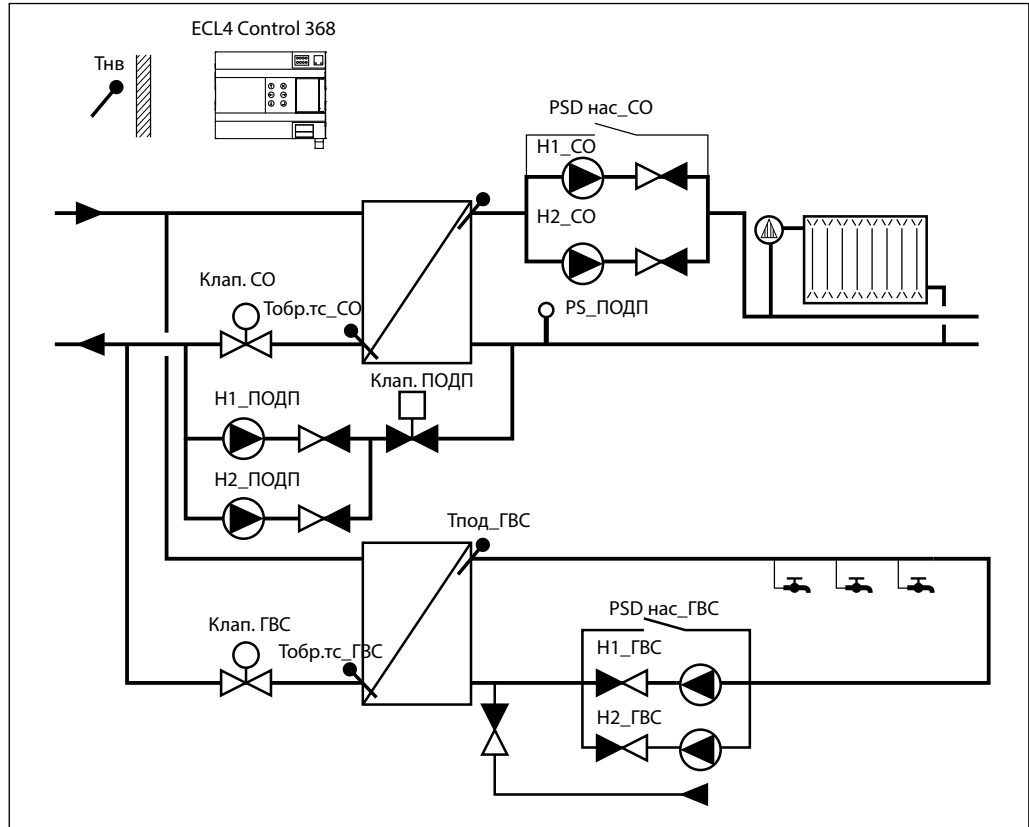 ECL4 Control 368
Тнв
PSD нас_СО
Н1_СО
Н2_СО
Клап. СО
Тобр.тс_СО
PS_ПОДП
Клап. ПОДП
Н1_ПОДП
Н2_ПОДП
Тпод_ГВС
PSD нас_ГВС
Клап. ГВС
Тобр.тс_ГВС
Н1_ГВС
Н2_ГВС